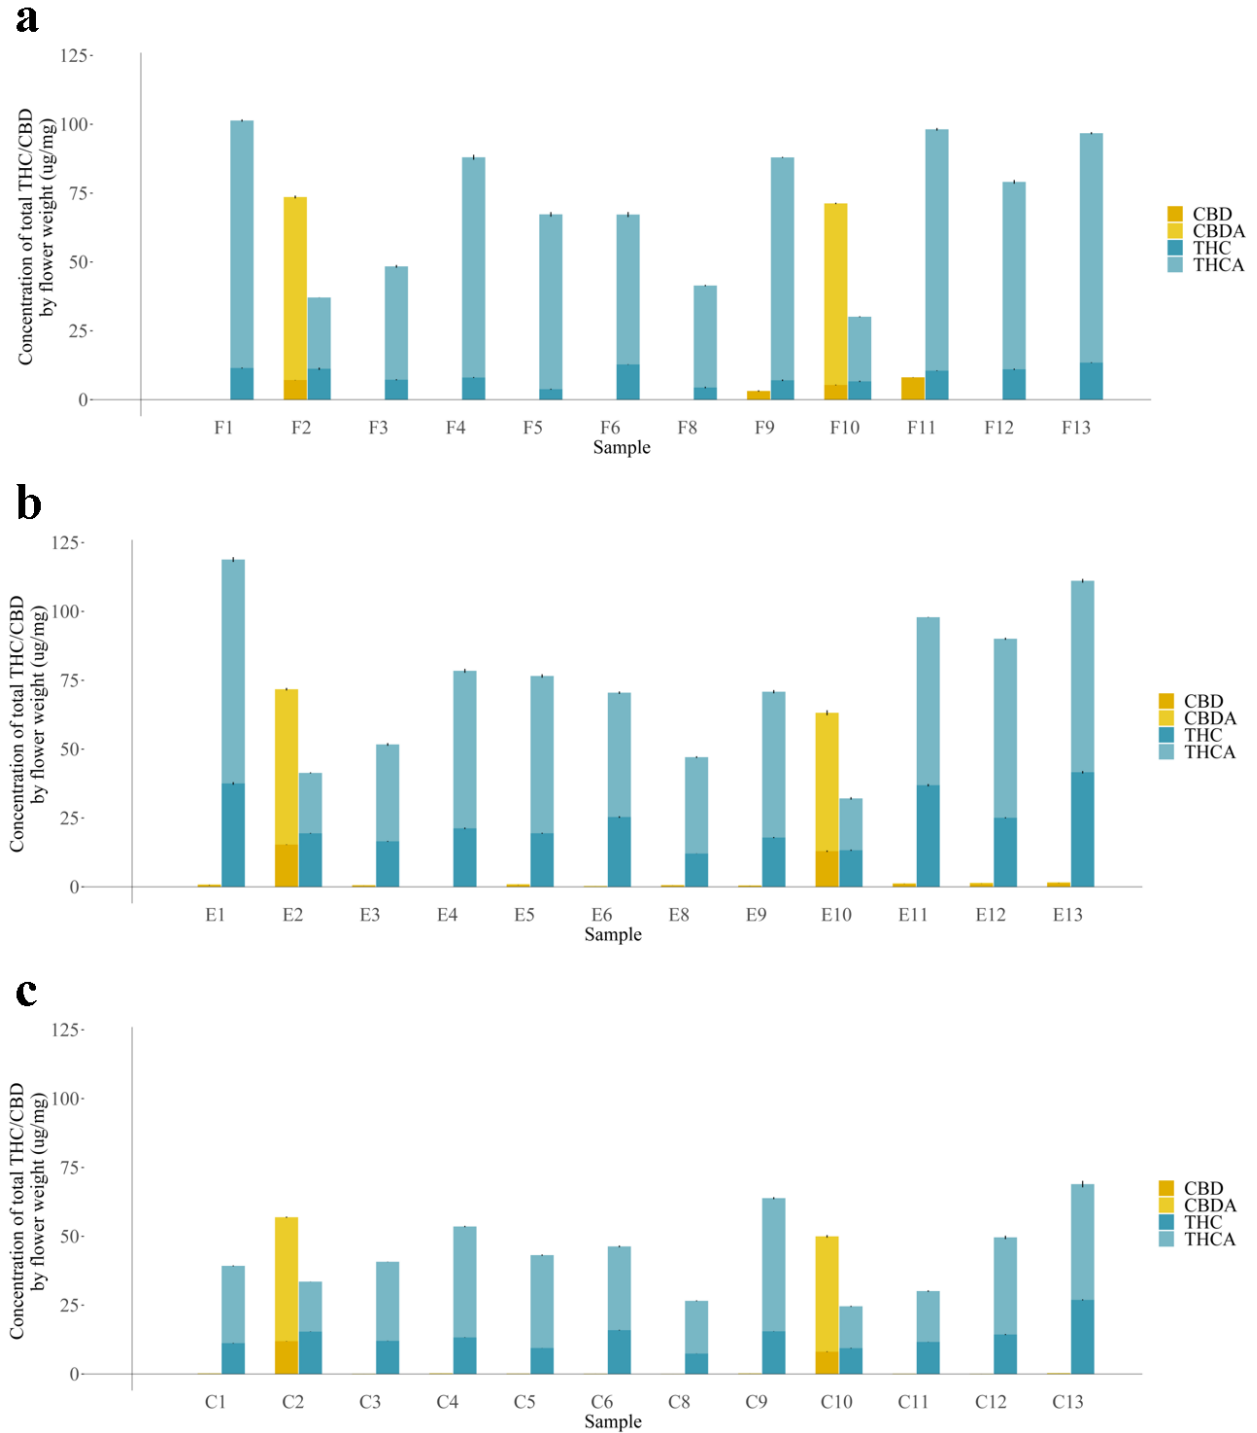 a
Concentration of total THC/CBD
by flower weight (ug/mg)
125
100
75
50
25
0
F1 F2 F3 F4 F5 F6 F8 F9 F10 F11 F12 F13
Sample
CBD
CBDA
THC
THCA
b
Concentration of total THC/CBD
by flower weight (ug/mg)
125
100
75
50
25
0
E1 E2 E3 E4 E5 E6 E8 E9 E10 E11 E12 E13
Sample
CBD
CBDA
THC
THCA
c
Concentration of total THC/CBD
by flower weight (ug/mg)
125
100
75
50
25
0
C1 C2 C3 C4 C5 C6 C8 C9 C10 C11 C12 C13
Sample
CBD
CBDA
THC
THCA